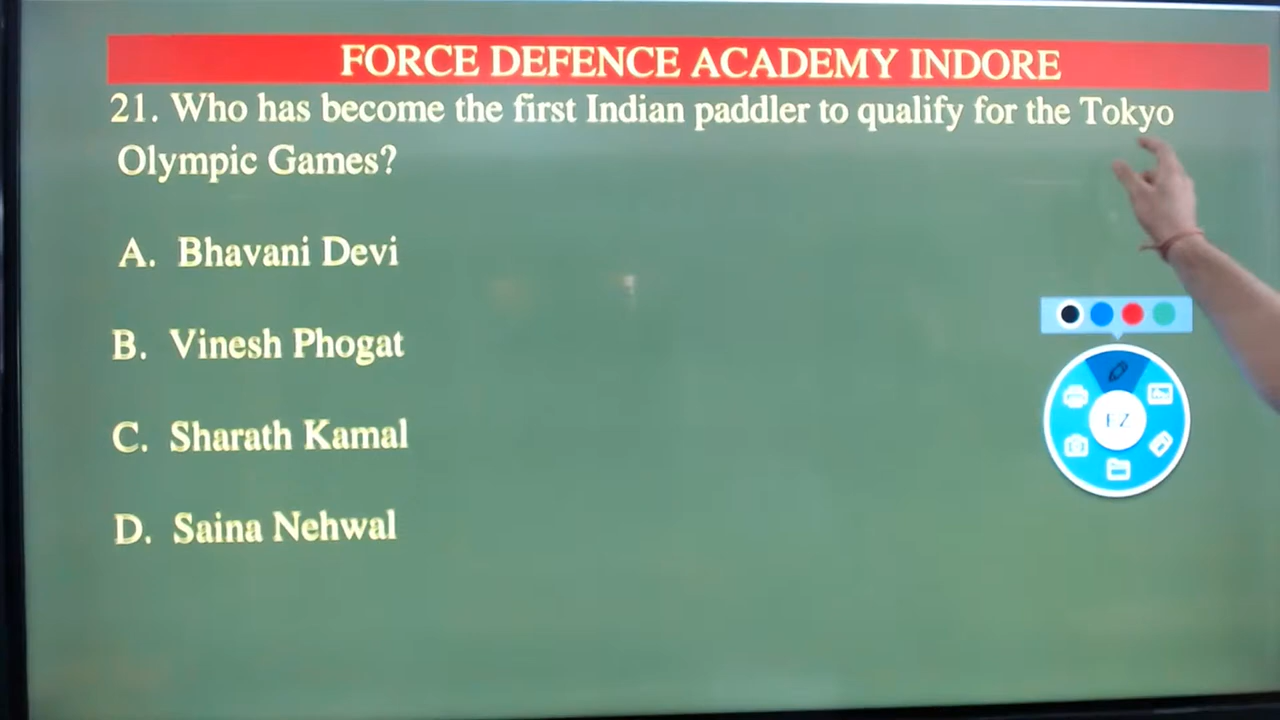 FORCE DEFENCE ACADEMY INDORE
21. Who has become the first Indian paddler to qualify for the Tokyo
Olympic Games?
A. Bhavani Devi
B. Vinesh Phogat
C. Sharath Kamal
D. Saina Nehwal
EZ